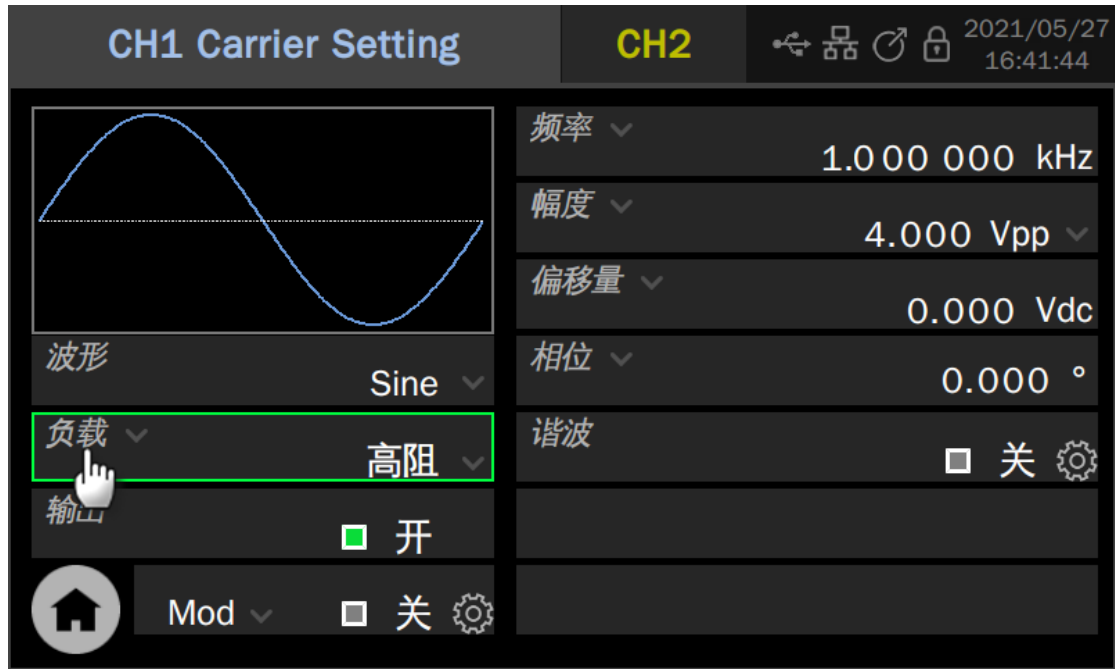 CH1 Carrier Setting
CH2
2021/05/27
16:41:44
频率
1.000 000 kHz
幅度
4.000 Vpp
偏移量
0.000 Vdc
波形
Sine
相位
0.000 °
负载
高阻
谐波
关
输出
开
Mod
关